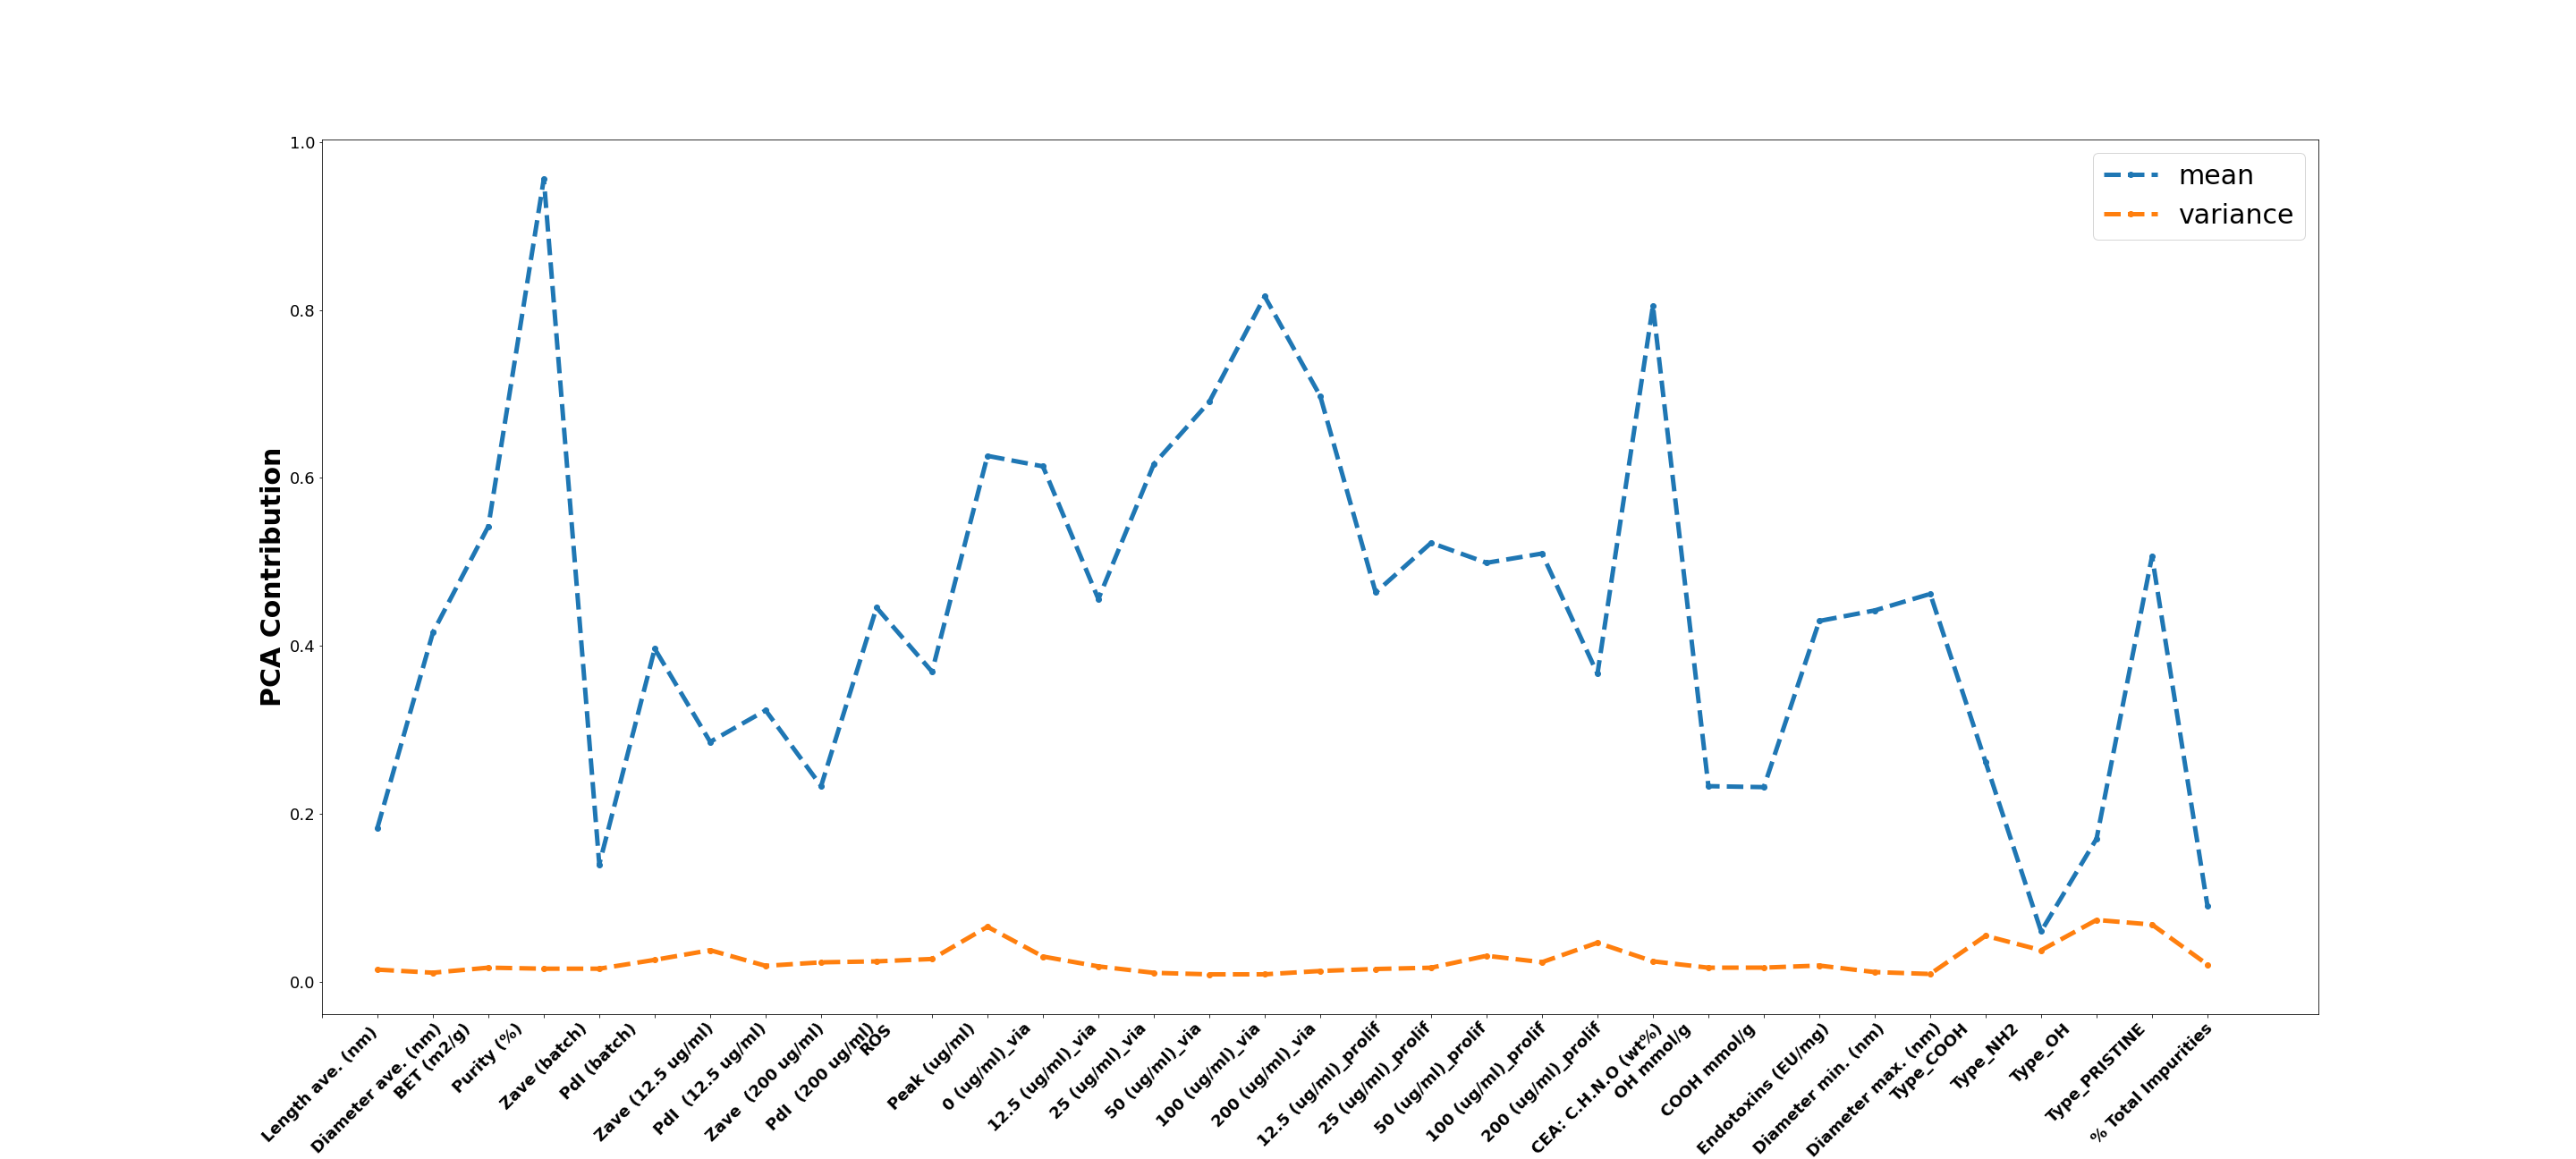 mean
variance
PCA Contribution
1.0
0.8
0.6
0.4
0.2
0.0
Length ave. (nm)
Diameter ave. (nm)
BET (m2/g)
Purity (%)
Zave (batch)
PdI (batch)
Zave (12.5 ug/ml)
PdI  (12.5 ug/ml)
Zave  (200 ug/ml)
PdI  (200 ug/ml)
ROS
Peak (ug/ml)
0 (ug/ml)_via
12.5 (ug/ml)_via
25 (ug/ml)_via
50 (ug/ml)_via
100 (ug/ml)_via
200 (ug/ml)_via
12.5 (ug/ml)_prolif
25 (ug/ml)_prolif
50 (ug/ml)_prolif
100 (ug/ml)_prolif
200 (ug/ml)_prolif
CEA: C.H.N.O (wt%)
OH mmol/g
COOH mmol/g
Endotoxins (EU/mg)
Diameter min. (nm)
Diameter max. (nm)
Type_COOH
Type_NH2
Type_OH
Type_PRISTINE
% Total Impurities